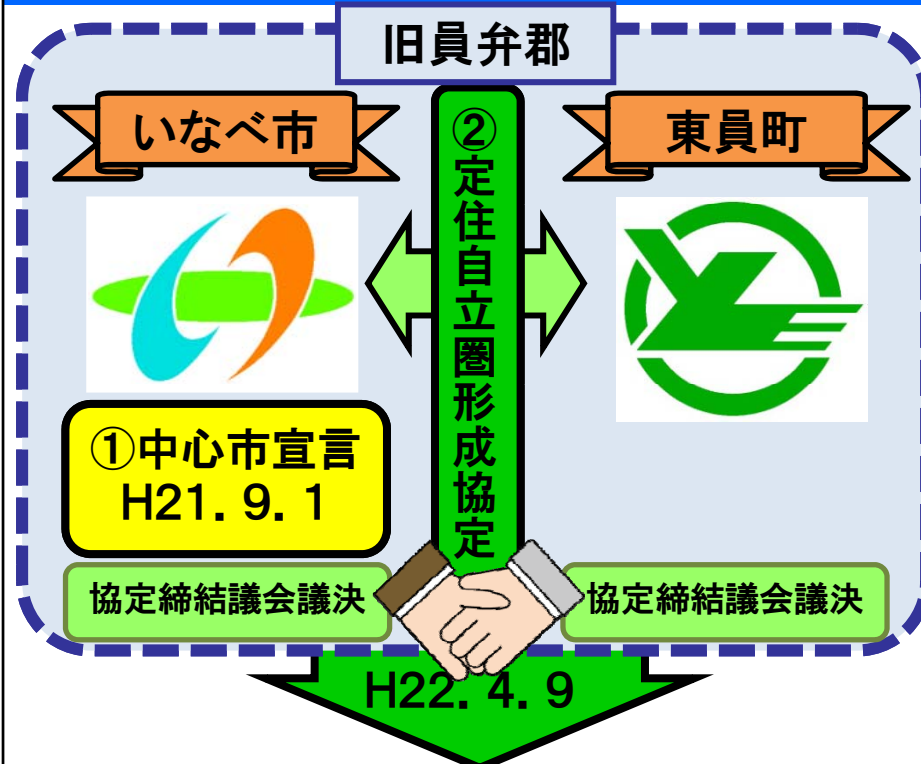 旧員弁郡
いなべ市
東員町
②定住自立圏形成協定
①中心市宣言
H21.9.1
協定締結議会議決
協定締結議会議決
H22.4.9